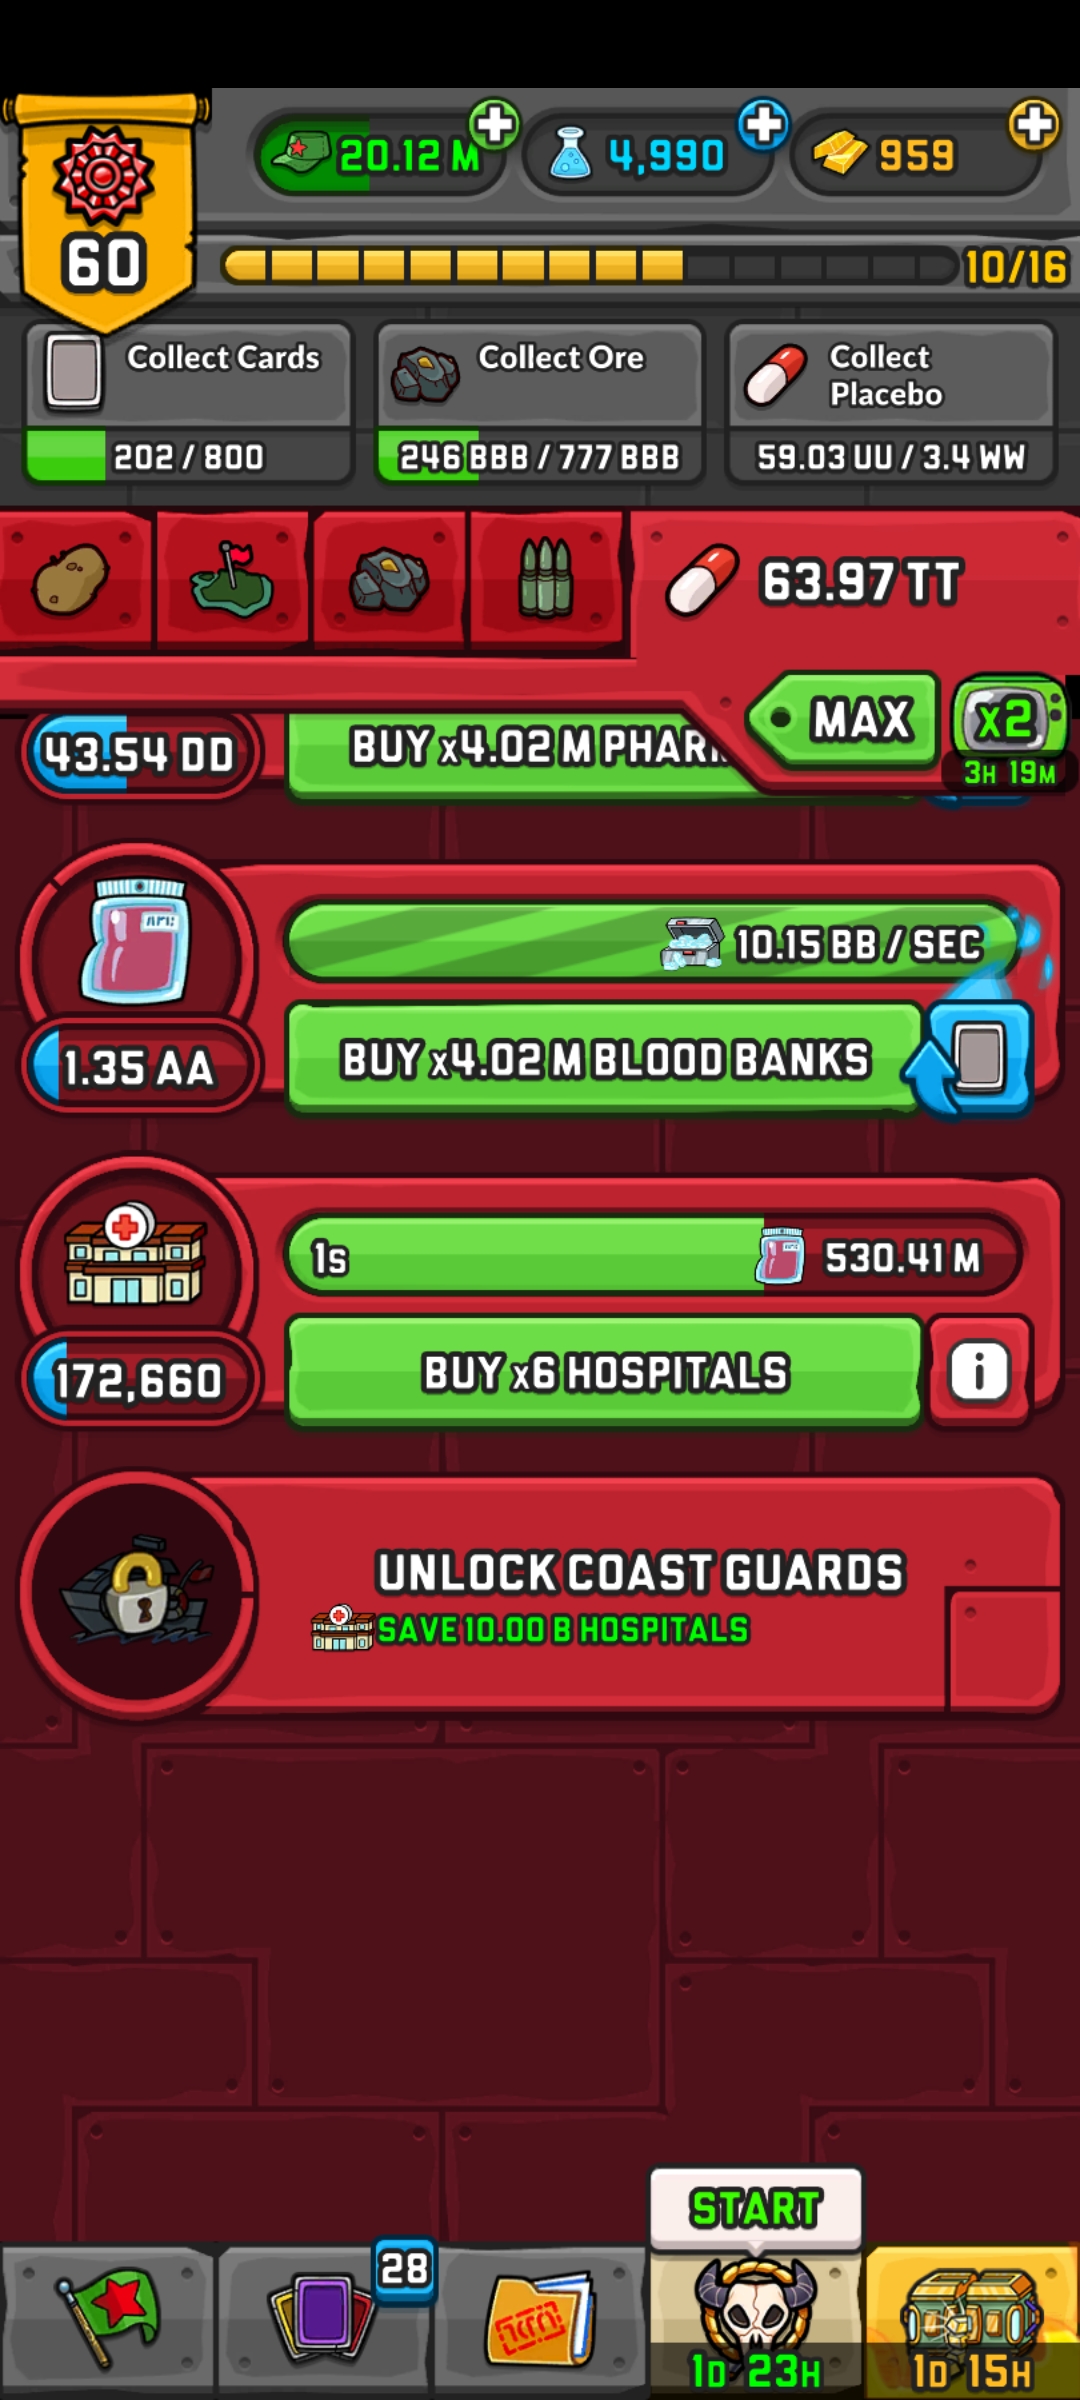 20.12 M
4,990
959
60
10/16
Collect Cards
202 / 800
Collect Ore
246 BBB / 777 BBB
Collect
Placebo
59.03 UU / 3.4 WW
63.97 TT
MAX
x2
3H 19M
43.54 DD
BUY x4.02 M
10.15 BB / SEC
1.35 AA
BUY x4.02 M BLOOD BANKS
1s
530.41 M
172,660
BUY x6 HOSPITALS
i
UNLOCK COAST GUARDS
SAVE 10.00 B HOSPITALS
START
28
1D 23H
1D 15H